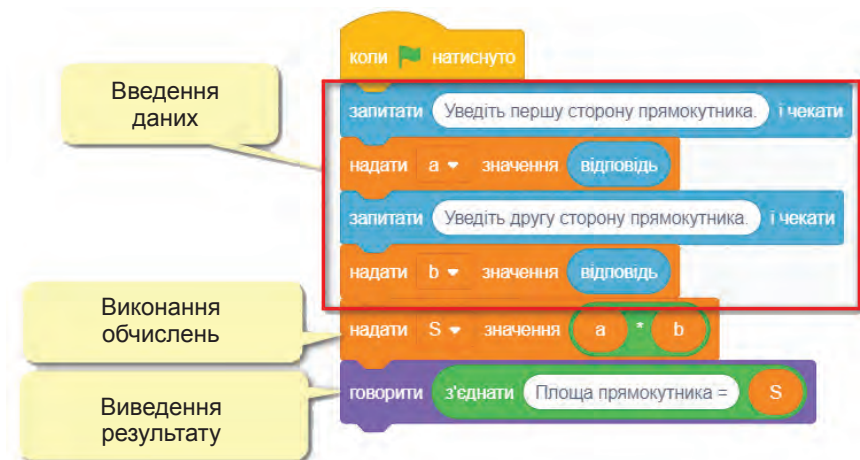 коли натиснуто
Введення
даних
запитати Уведіть першу сторону прямокутника. і чекати
надати a значення відповідь
запитати Уведіть другу сторону прямокутника. і чекати
надати b значення відповідь
Виконання
обчислень
надати S значення a * b
говорити з'єднати Площа прямокутника = S
Виведення
результату